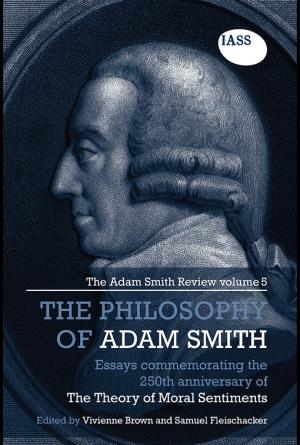 IASS
The Adam Smith Review volume 5
THE PHILOSOPHY
OF ADAM SMITH
Essays commemorating the
250th anniversary of
The Theory of Moral Sentiments
Edited by Vivienne Brown and Samuel Fleischacker